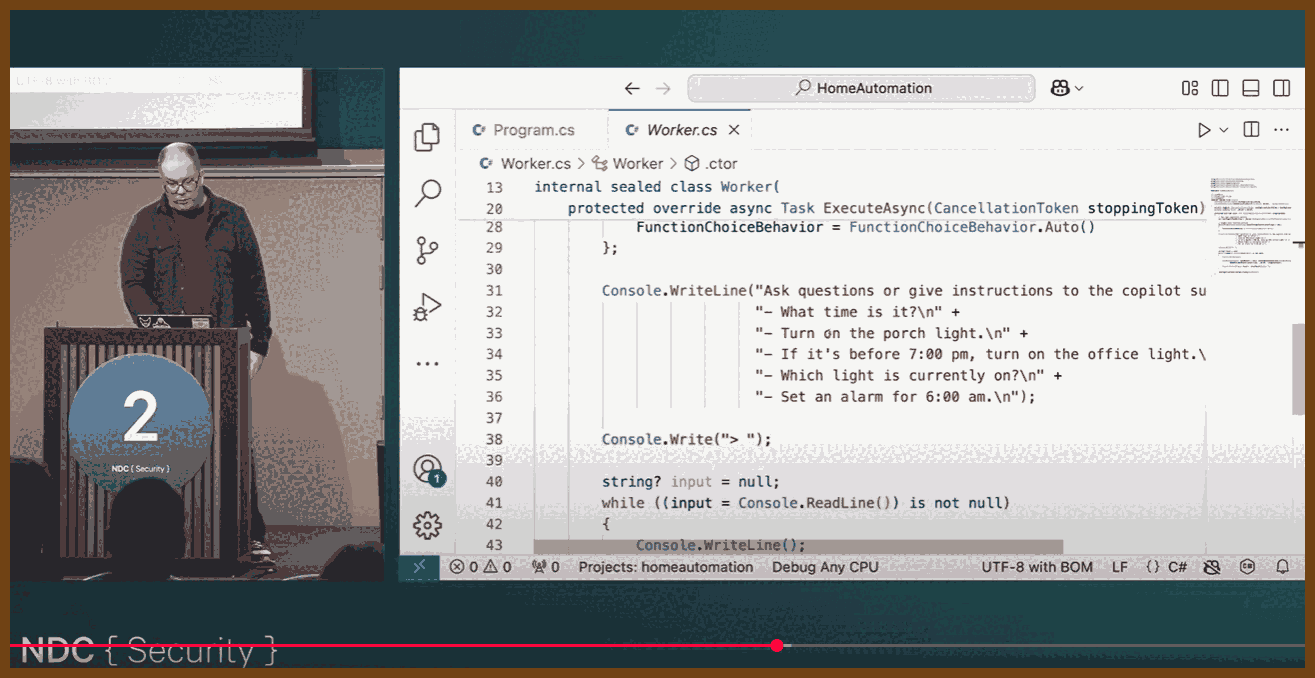 HomeAutomation
Program.cs
Worker.cs
Worker.cs > Worker > .ctor
13 internal sealed class Worker(
20 protected override async Task ExecuteAsync(CancellationToken stoppingToken)
28 FunctionChoiceBehavior = FunctionChoiceBehavior.Auto()
29 };
30
31 Console.WriteLine("Ask questions or give instructions to the copilot su
32 "- What time is it?\n" +
33 "- Turn on the porch light.\n" +
34 "- If it's before 7:00 pm, turn on the office light.\
35 "- Which light is currently on?\n" +
36 "- Set an alarm for 6:00 am.\n");
37
38 Console.Write("> ");
39
40 string? input = null;
41 while ((input = Console.ReadLine()) is not null)
42 {
43 Console.WriteLine();
1
0 0 0 Projects: homeautomation Debug Any CPU UTF-8 with BOM LF {} C#
2
NDC { Security }
NDC { Security }